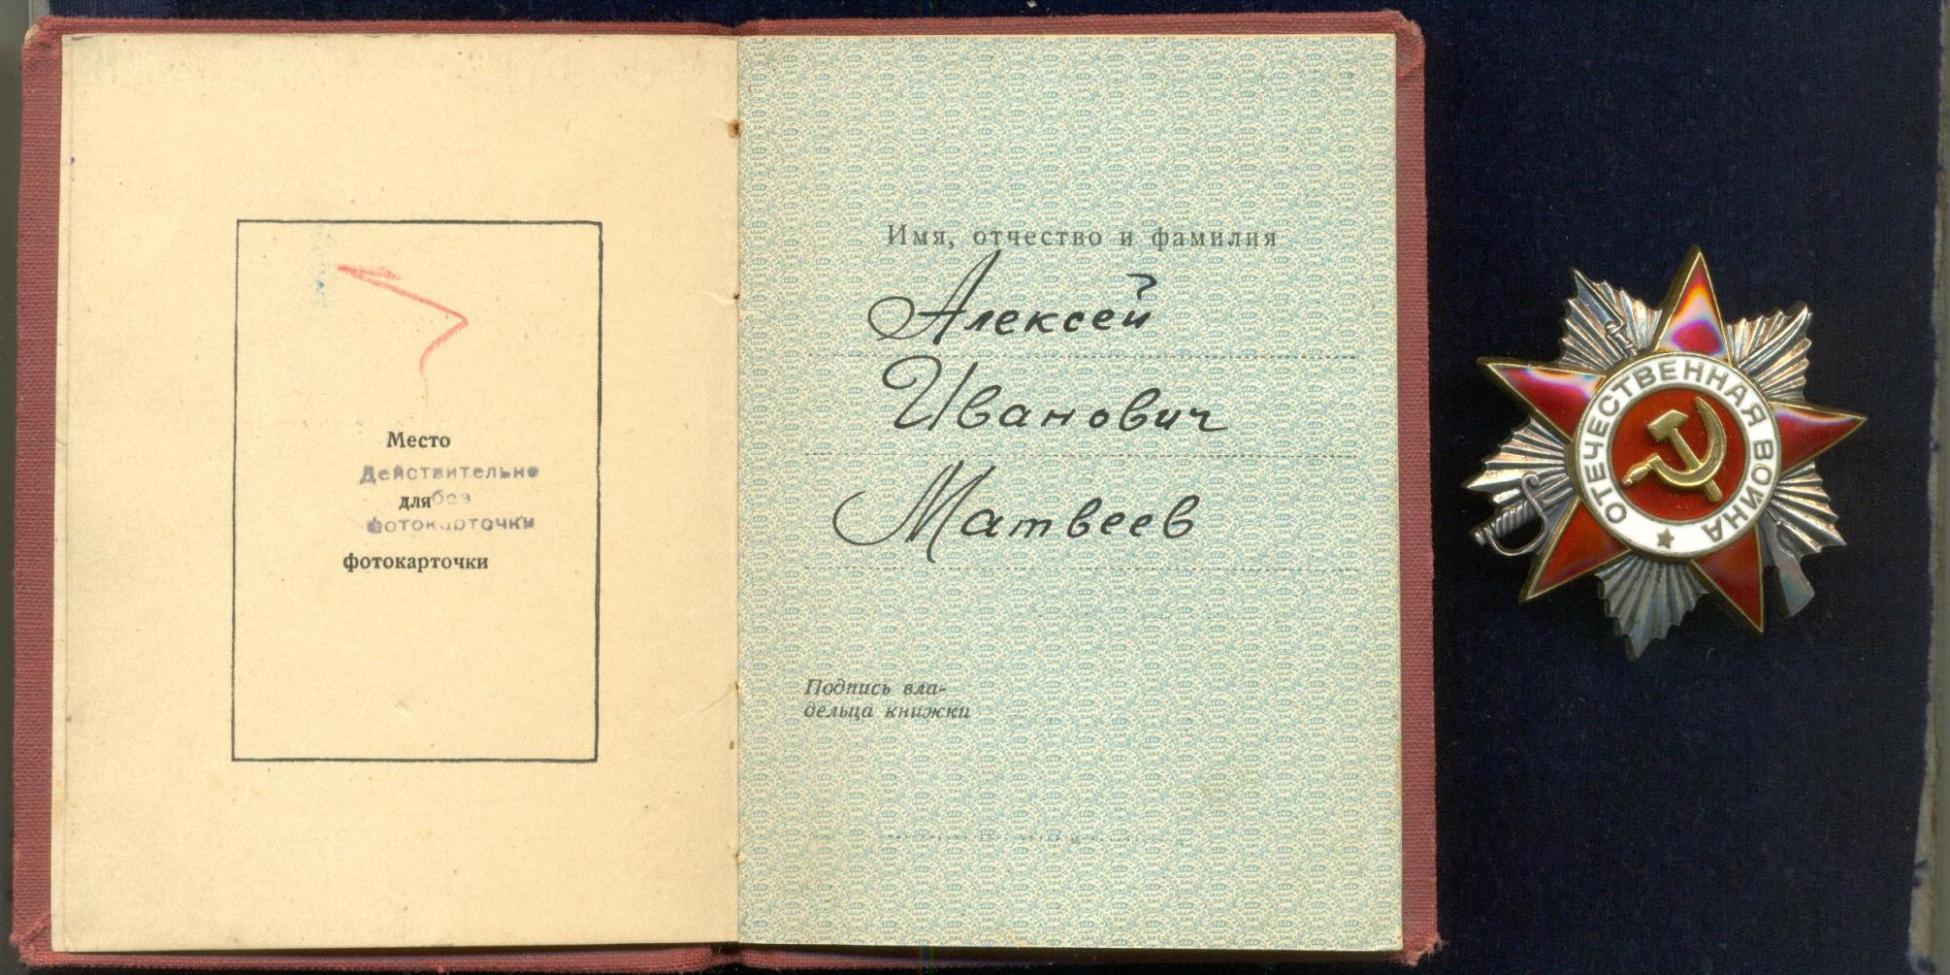 Место
Действительно
для без
фотокарточки
фотокарточки
Имя, отчество и фамилия
Алексей
Иванович
Матвеев
Подпись вла-
дельца книжки
ОТЕЧЕСТВЕННАЯ ВОЙНА